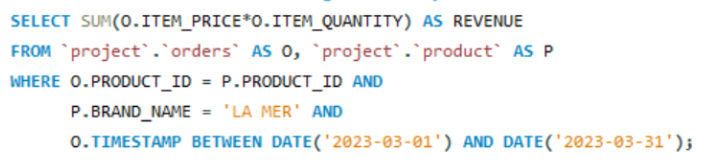 SELECT SUM(O.ITEM_PRICE*O.ITEM_QUANTITY) AS REVENUE
FROM `project`.`orders` AS O, `project`.`product` AS P
WHERE O.PRODUCT_ID = P.PRODUCT_ID AND
P.BRAND_NAME = 'LA MER' AND
O.TIMESTAMP BETWEEN DATE('2023-03-01') AND DATE('2023-03-31');